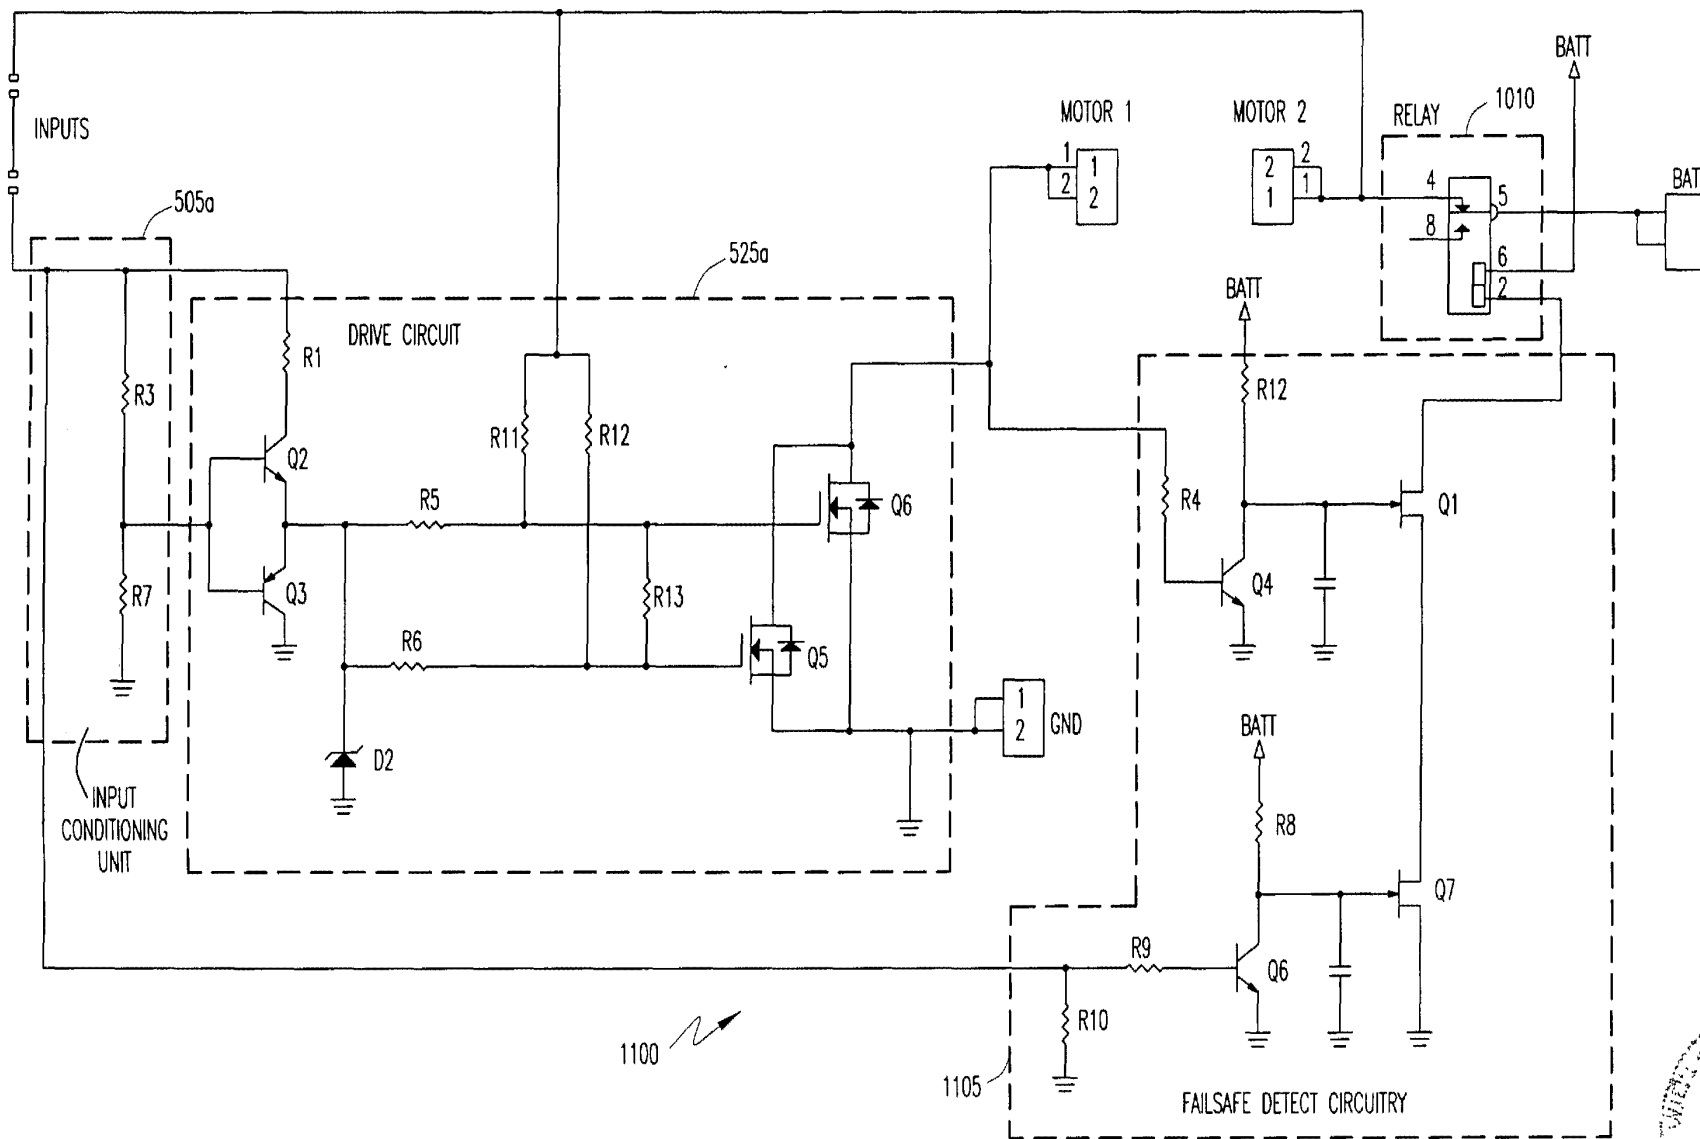 BATT
RELAY
1010
MOTOR 1
MOTOR 2
INPUTS
1
2
1
2
2
1
2
1
4
5
8
6
2
505a
525a
BATT
DRIVE CIRCUIT
R1
R3
R12
R11
R12
Q2
R5
Q6
R4
Q1
R7
Q3
R13
Q4
R6
Q5
1
2
GND
D2
BATT
INPUT
CONDITIONING
UNIT
R8
Q7
R9
Q6
R10
1100
1105
FAILSAFE DETECT CIRCUITRY